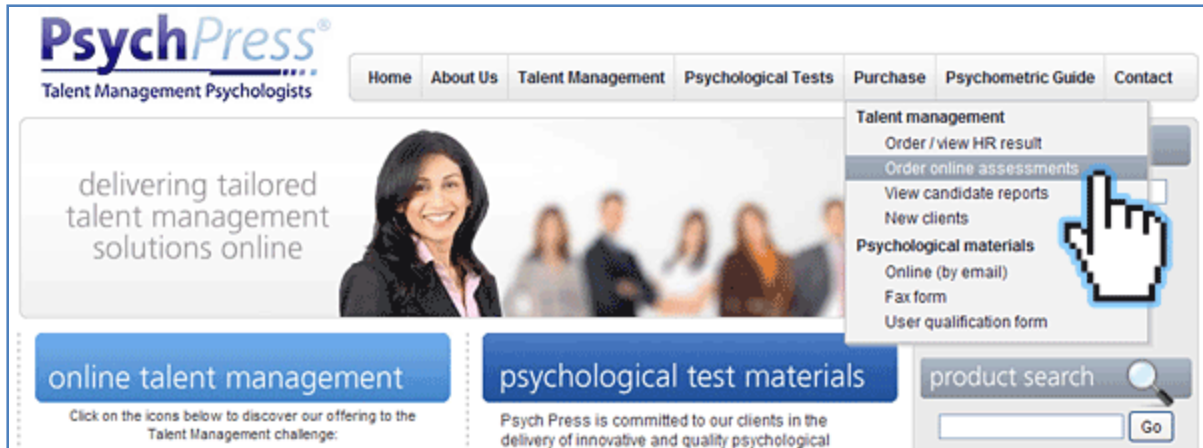 PsychPress®
Talent Management Psychologists
Home About Us Talent Management Psychological Tests Purchase Psychometric Guide Contact
Talent management
Order / view HR result
Order online assessments
View candidate reports
New clients
Psychological materials
Online (by email)
Fax form
User qualification form
delivering tailored
talent management
solutions online
online talent management
Click on the icons below to discover our offering to the
Talent Management challenge:
psychological test materials
Psych Press is committed to our clients in the
delivery of innovative and quality psychological
product search
Go